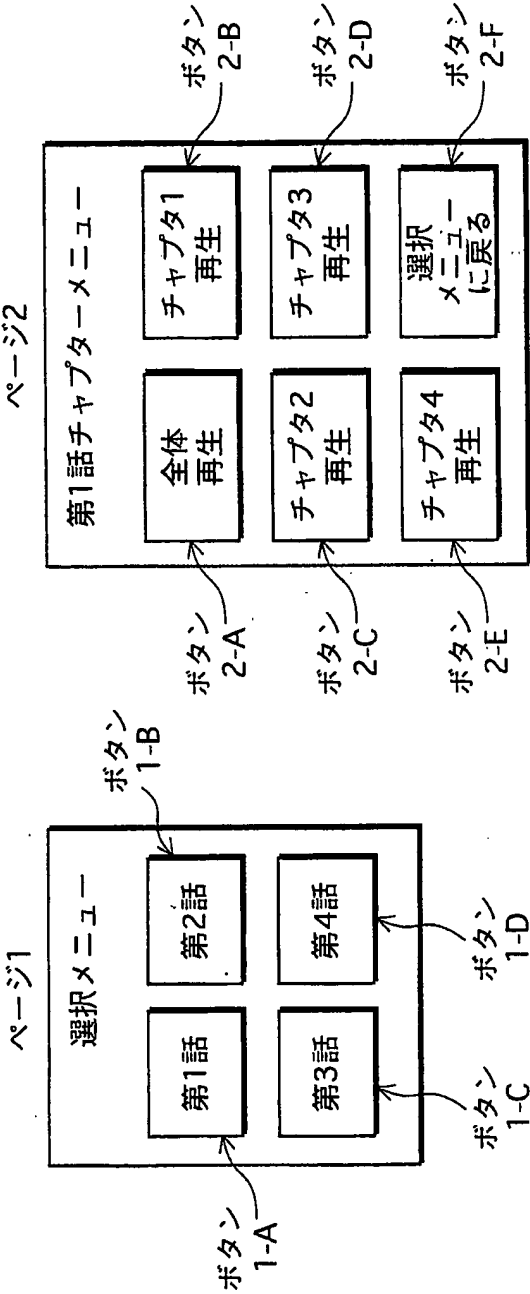 ページ1
選択メニュー
第1話
第2話
第3話
第4話
ボタン
1-A
ボタン
1-B
ボタン
1-C
ボタン
1-D
ページ2
第1話チャプターメニュー
全体
再生
チャプタ1
再生
チャプタ2
再生
チャプタ3
再生
チャプタ4
再生
選択
メニュー
に戻る
ボタン
2-A
ボタン
2-B
ボタン
2-C
ボタン
2-D
ボタン
2-E
ボタン
2-F